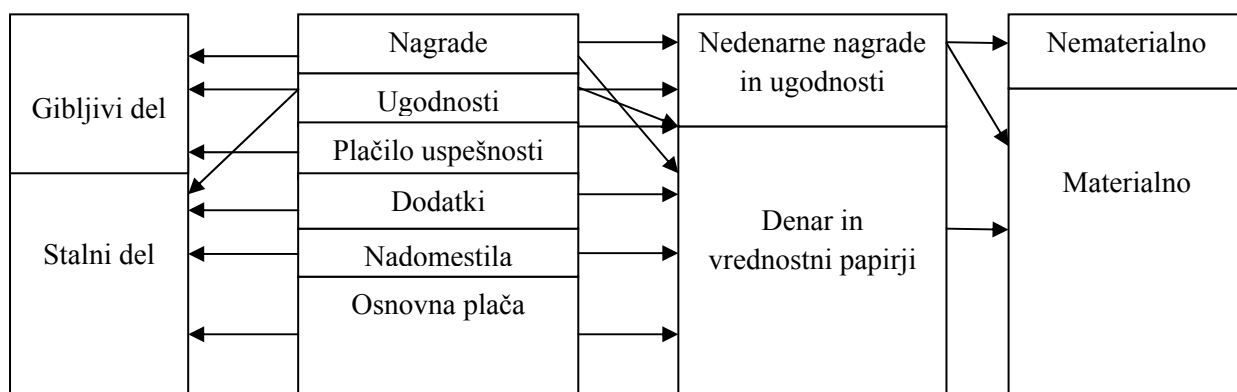 Gibljivi del
Stalni del
Nagrade
Ugodnosti
Plačilo uspešnosti
Dodatki
Nadomestila
Osnovna plača
Nedenarne nagrade
in ugodnosti
Denar in
vrednostni papirji
Nematerialno
Materialno